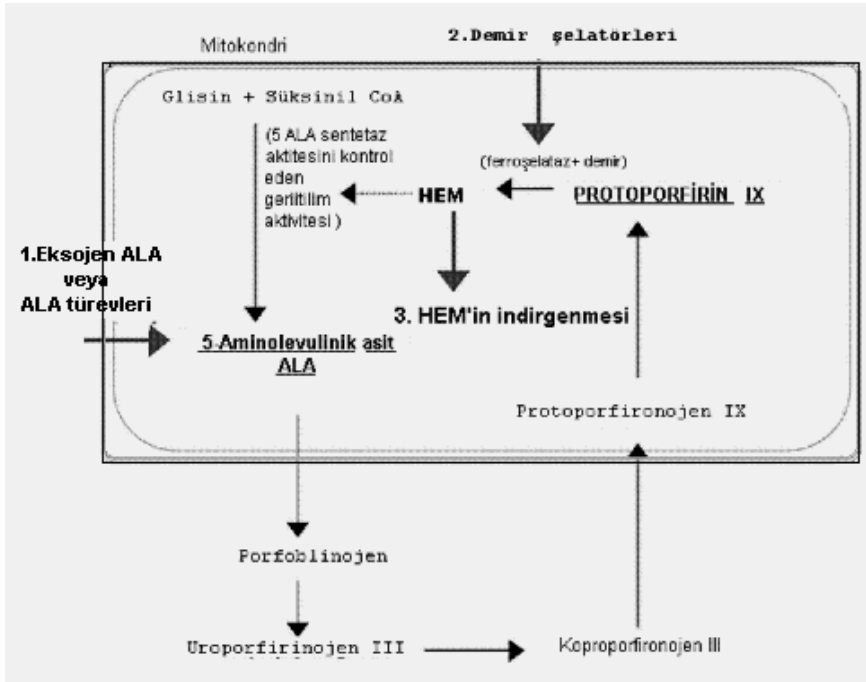 2.Demir şelatörleri
Mitokondri
Glisin + Süksinil CoA
(5 ALA sentetaz
aktitesini kontrol
eden
geriitilim
aktivitesi )
(ferroşelataz+ demir)
HEM
PROTOPORFİRİN IX
1.Eksojen ALA
veya
ALA türevleri
3. HEM'in indirgenmesi
5-Aminolevulinik asit
ALA
Protoporfironojen IX
Porfoblinojen
Uroporfirinojen III
Koproporfironojen III